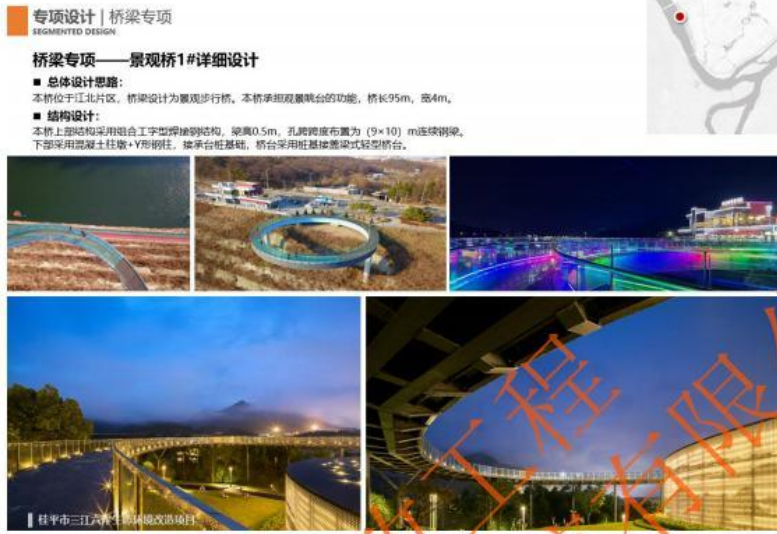 专项设计 | 桥梁专项
SEGMENTED DESIGN
桥梁专项——景观桥1#详细设计
■ 总体设计思路：
本桥位于江北片区，桥梁设计为景观步行桥。本桥承担观景眺台的功能，桥长95m，宽4m。
■ 结构设计：
本桥上部结构采用组合工字型焊接钢结构，梁高0.5m，孔跨跨度布置为（9×10）m连续钢梁。
下部采用混凝土柱墩+Y形钢柱，接承台桩基础，桥台采用桩基接盖梁式轻型桥台。
桂平市三江六岸生态环境改造项目
工程
有限